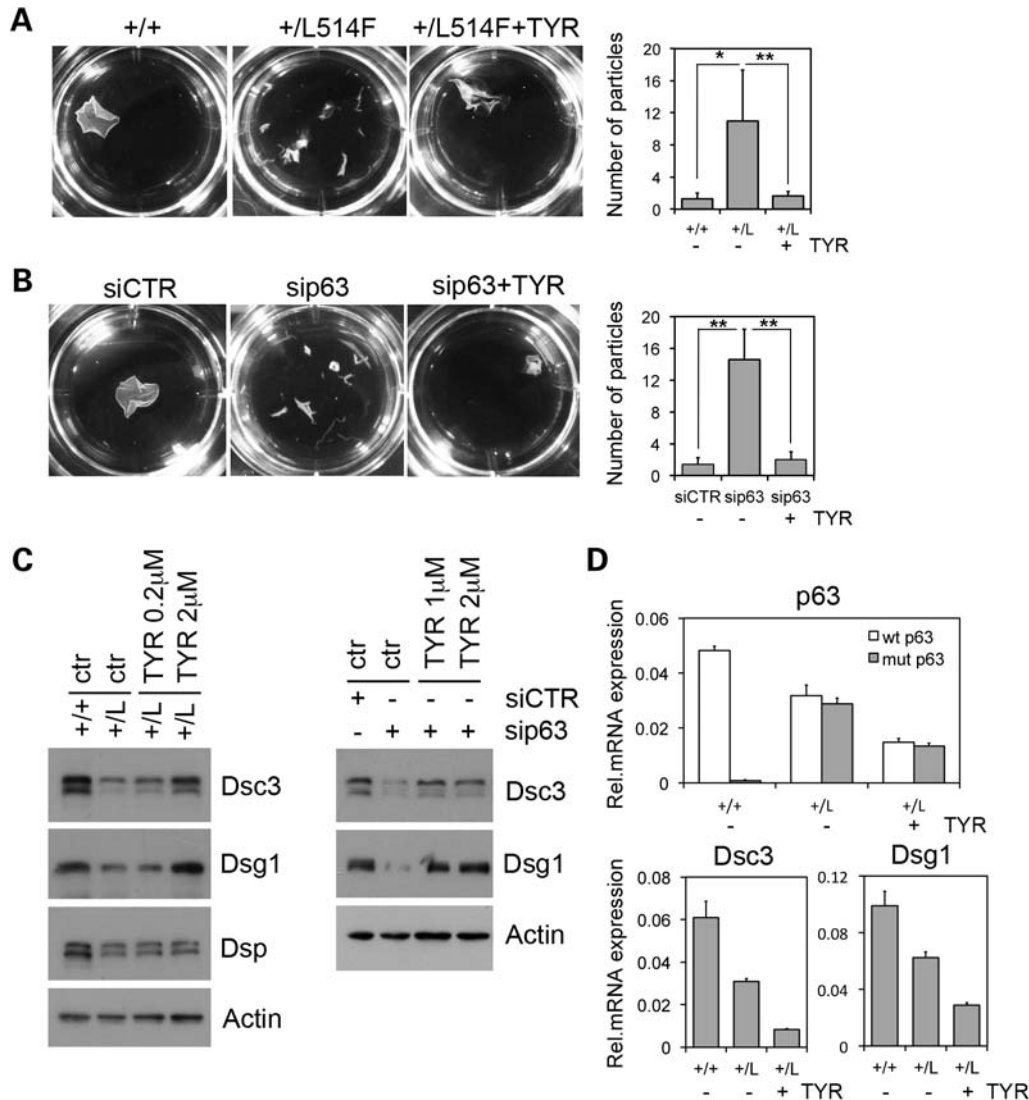 A
+/+
+/L514F
+/L514F+TYR
Number of particles
20
16
12
8
4
0
* **
+/+ +/L +/L
- - + TYR
B
siCTR
sip63
sip63+TYR
Number of particles
20
16
12
8
4
0
** **
siCTR sip63 sip63
- - + TYR
C
ctr
ctr
TYR 0.2µM
TYR 2µM
+/+
+/L
+/L
+/L
Dsc3
Dsg1
Dsp
Actin
ctr
ctr
TYR 1µM
TYR 2µM
+ - - - siCTR
- + + + sip63
Dsc3
Dsg1
Actin
D
p63
Rel.mRNA expression
0.06
0.04
0.02
0
wt p63
mut p63
+/+ +/L +/L
- - + TYR
Dsc3
Rel.mRNA expression
0.08
0.06
0.04
0.02
0
+/+ +/L +/L
- - + TYR
Dsg1
0.12
0.08
0.04
0
+/+ +/L +/L
- - + TYR